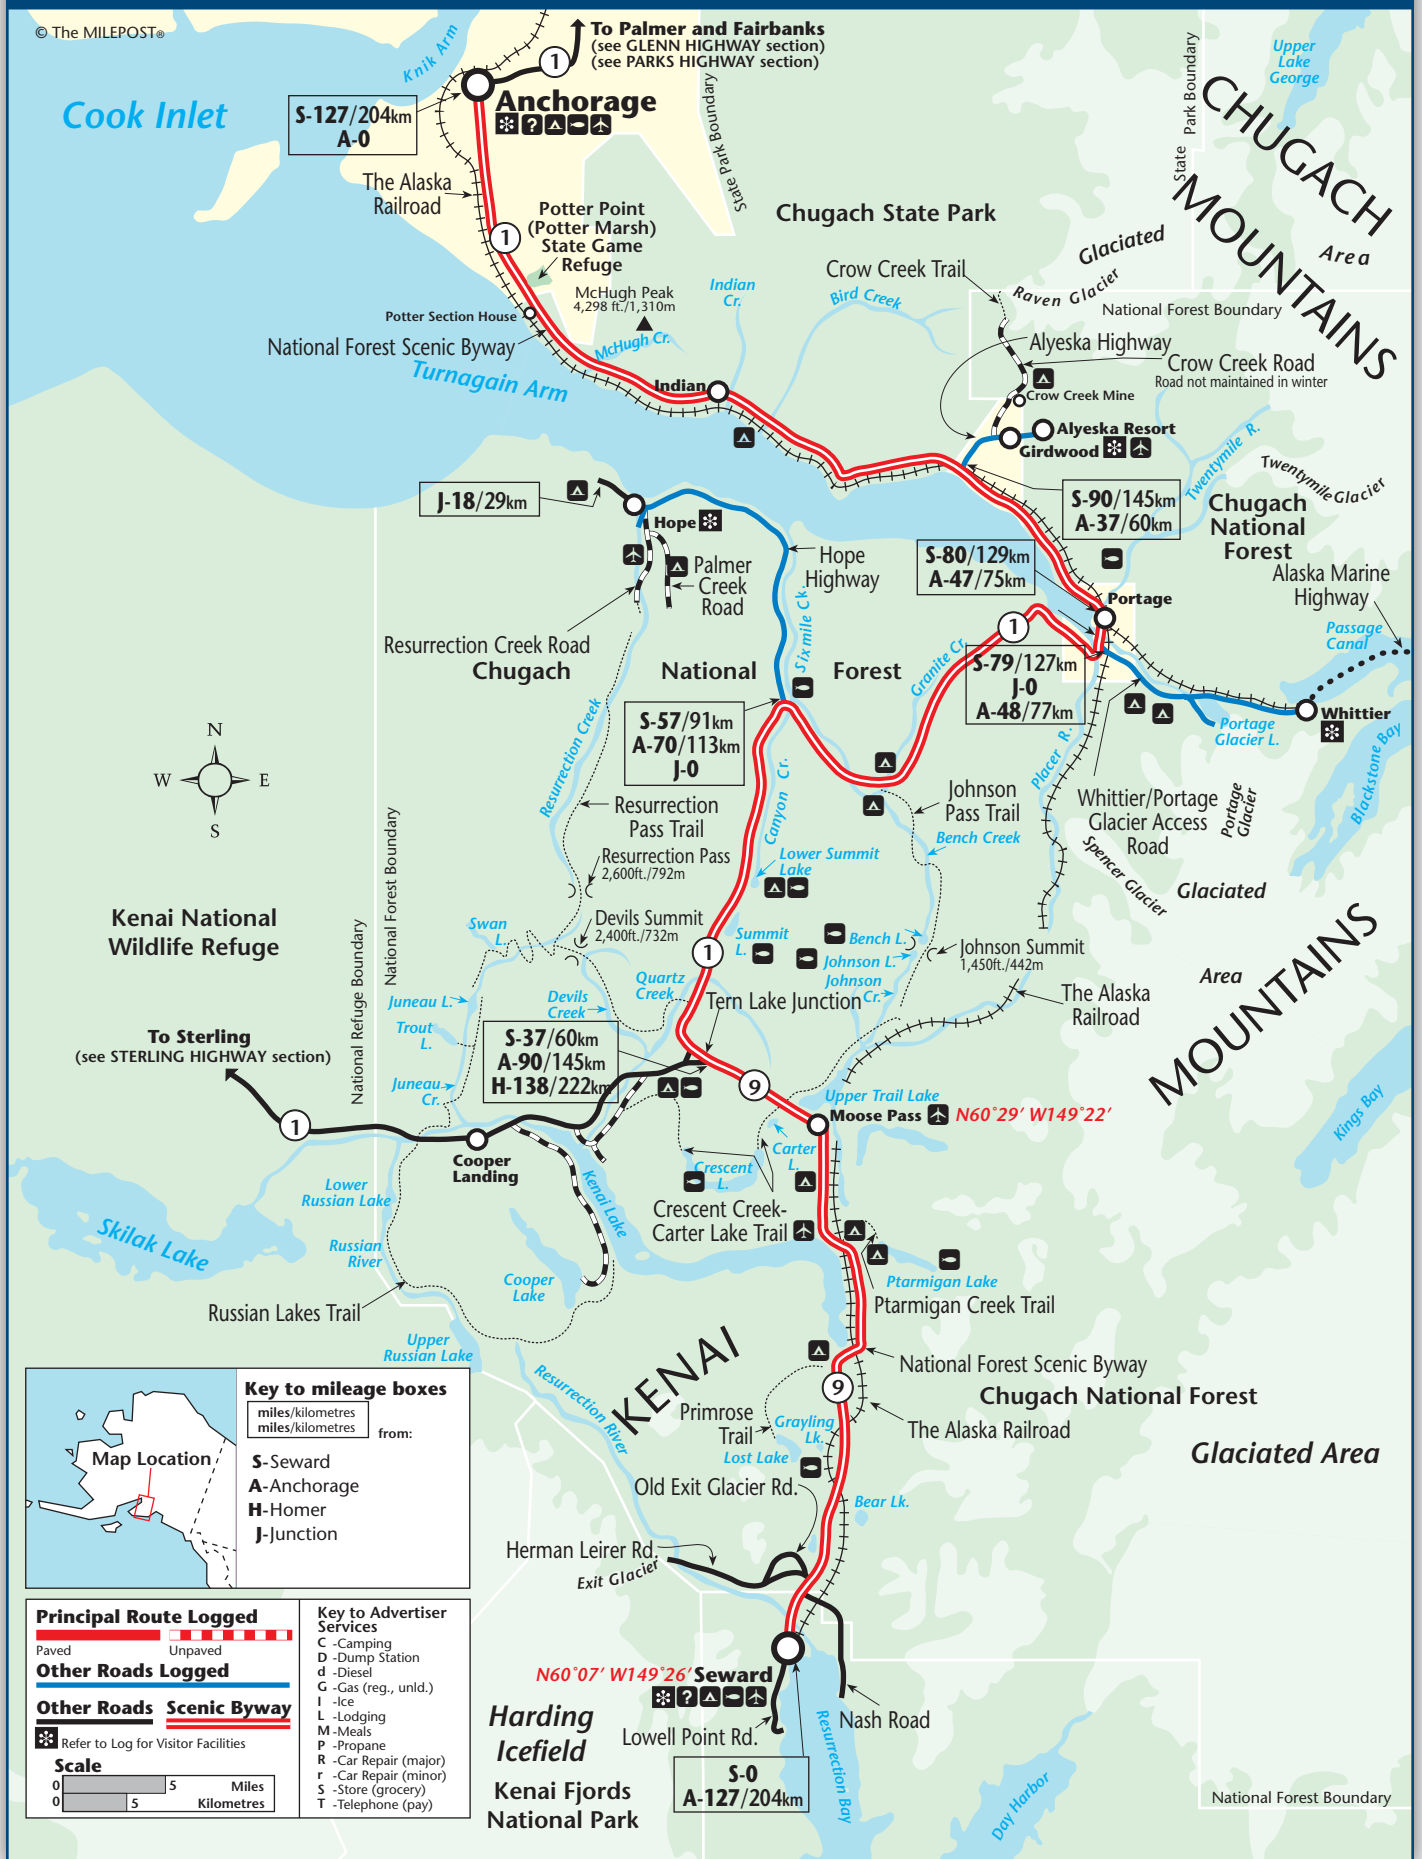 © The MILEPOST®
Knik Arm
To Palmer and Fairbanks
(see GLENN HIGHWAY section)
(see PARKS HIGHWAY section)
1
Upper
Lake
George
Cook Inlet
S-127/204km
A-0
Anchorage
State Park Boundary
State Park Boundary
CHUGACH
MOUNTAINS
The Alaska
Railroad
Potter Point
(Potter Marsh)
State Game
Refuge
1
Chugach State Park
Glaciated
Area
Crow Creek Trail
Raven Glacier
Indian
Cr.
Bird Creek
McHugh Peak
4,298 ft./1,310m
National Forest Boundary
Potter Section House
McHugh Cr.
National Forest Scenic Byway
Alyeska Highway
Crow Creek Road
Road not maintained in winter
Turnagain Arm
Indian
Crow Creek Mine
Alyeska Resort
Girdwood
Twentymile R.
Twentymile Glacier
J-18/29km
S-90/145km
A-37/60km
Chugach
National
Forest
Hope
Hope
Highway
S-80/129km
A-47/75km
Palmer
Creek
Road
Portage
Alaska Marine
Highway
Sixmile Ck.
Passage
Canal
1
Resurrection Creek Road
Chugach
National
Forest
Granite Cr.
S-79/127km
J-0
A-48/77km
S-57/91km
A-70/113km
J-0
Whittier
Portage
Glacier L.
Resurrection Creek
N
W
E
S
Placer R.
Blackstone Bay
Canyon Cr.
Resurrection
Pass Trail
Johnson
Pass Trail
Whittier/Portage
Glacier Access
Road
Portage
Glacier
Bench Creek
Resurrection Pass
2,600ft./792m
Lower Summit
Lake
Spencer Glacier
Glaciated
Area
National Forest Boundary
Kenai National
Wildlife Refuge
Swan
L.
Devils Summit
2,400ft./732m
Summit
L.
1
Bench L.
Johnson L.
Johnson
Cr.
Johnson Summit
1,450ft./442m
MOUNTAINS
National Refuge Boundary
Juneau L.
Devils
Creek
Quartz
Creek
Tern Lake Junction
The Alaska
Railroad
Trout
L.
To Sterling
(see STERLING HIGHWAY section)
S-37/60km
A-90/145km
H-138/222km
Juneau
Cr.
9
Upper Trail Lake
Moose Pass
N60°29' W149°22'
Kings Bay
1
Cooper
Landing
Carter
L.
Crescent
L.
Kenai Lake
Lower
Russian Lake
Crescent Creek-
Carter Lake Trail
Skilak Lake
Russian
River
Cooper
Lake
Ptarmigan Lake
Ptarmigan Creek Trail
Russian Lakes Trail
Upper
Russian Lake
KENAI
National Forest Scenic Byway
Resurrection River
9
Chugach National Forest
Primrose
Trail
Grayling
Lk.
The Alaska Railroad
Lost Lake
Glaciated Area
Old Exit Glacier Rd.
Bear Lk.
Herman Leirer Rd.
Exit Glacier
N60°07' W149°26'
Seward
Harding
Icefield
Lowell Point Rd.
Nash Road
Resurrection Bay
S-0
A-127/204km
Kenai Fjords
National Park
Day Harbor
National Forest Boundary
Map Location
Key to mileage boxes
miles/kilometres
miles/kilometres
from:
S-Seward
A-Anchorage
H-Homer
J-Junction
Principal Route Logged
Paved
Unpaved
Other Roads Logged
Other Roads
Scenic Byway
Refer to Log for Visitor Facilities
Scale
0
5
Miles
0
5
Kilometres
Key to Advertiser
Services
C -Camping
D -Dump Station
d -Diesel
G -Gas (reg., unld.)
I -Ice
L -Lodging
M -Meals
P -Propane
R -Car Repair (major)
r -Car Repair (minor)
S -Store (grocery)
T -Telephone (pay)